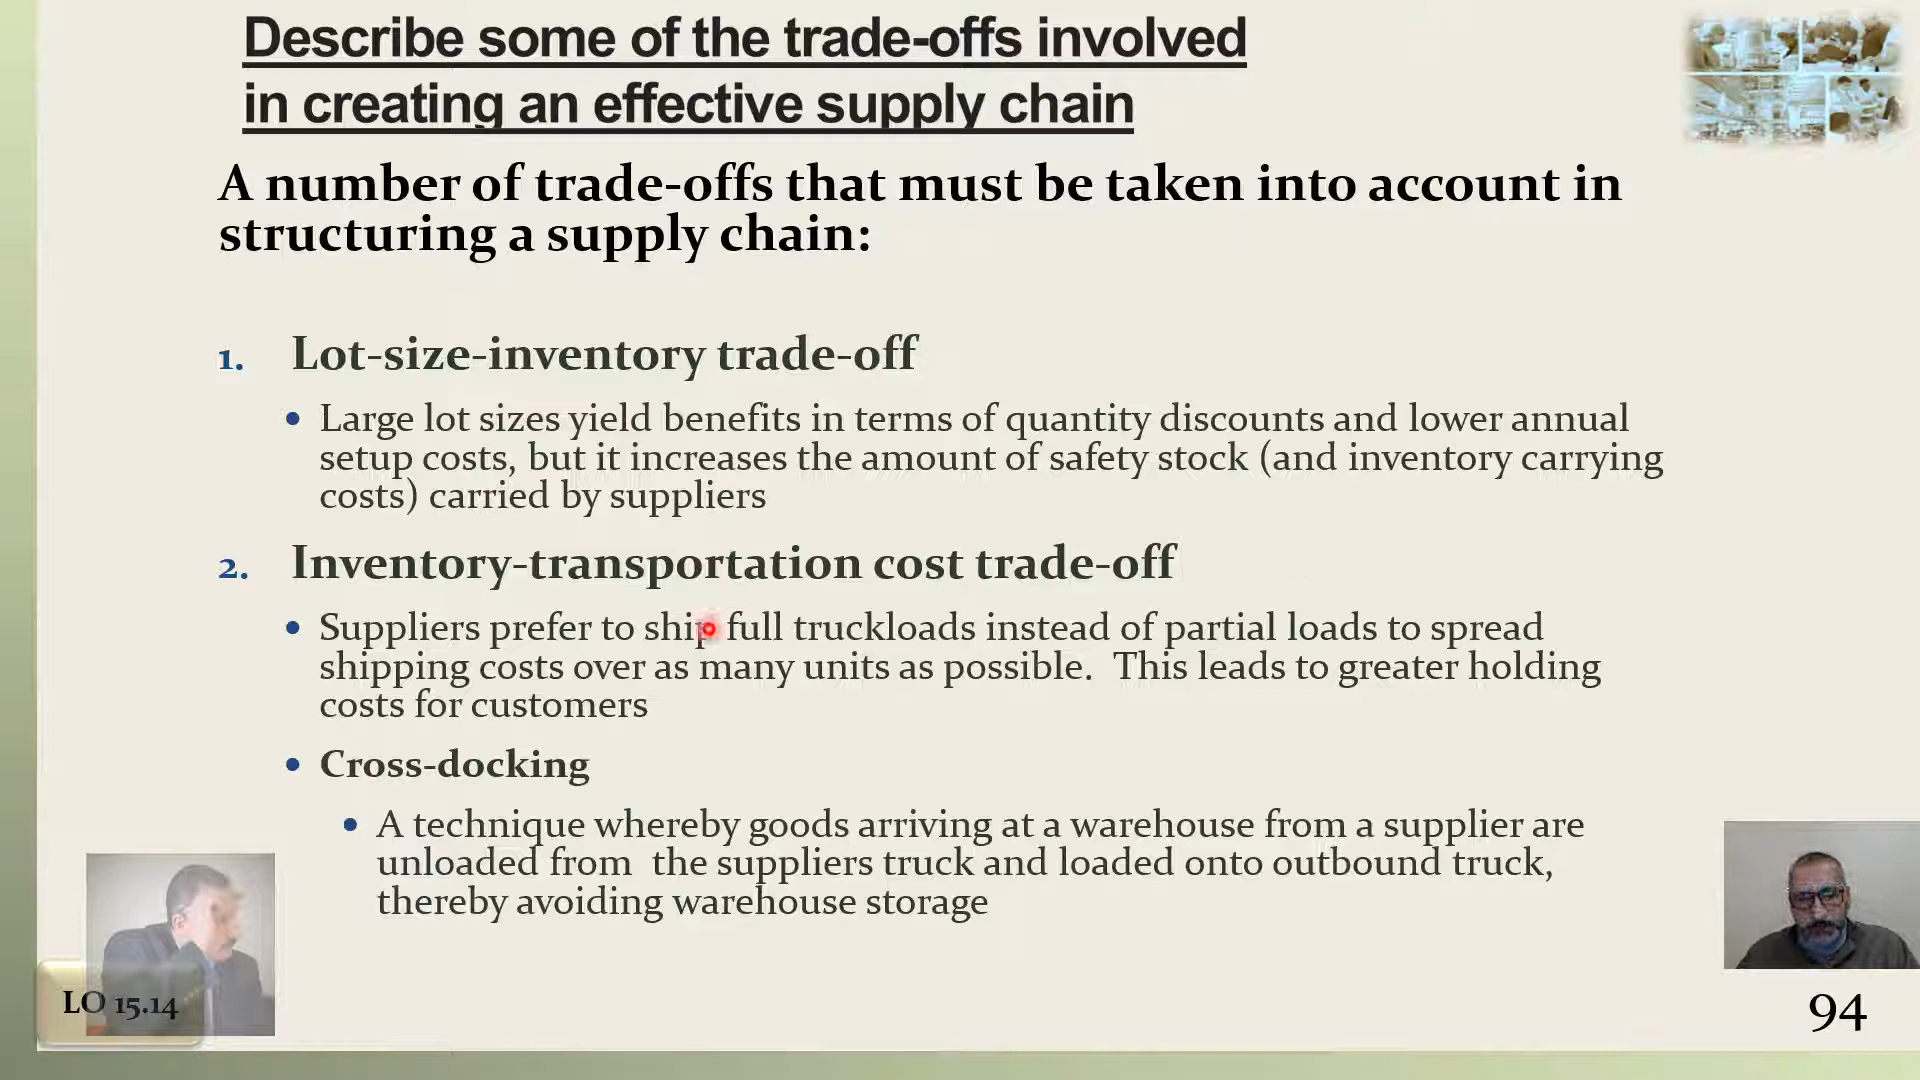 Describe some of the trade-offs involved
in creating an effective supply chain
A number of trade-offs that must be taken into account in
structuring a supply chain:
1. Lot-size-inventory trade-off
• Large lot sizes yield benefits in terms of quantity discounts and lower annual
setup costs, but it increases the amount of safety stock (and inventory carrying
costs) carried by suppliers
2. Inventory-transportation cost trade-off
• Suppliers prefer to ship full truckloads instead of partial loads to spread
shipping costs over as many units as possible. This leads to greater holding
costs for customers
• Cross-docking
• A technique whereby goods arriving at a warehouse from a supplier are
unloaded from the suppliers truck and loaded onto outbound truck,
thereby avoiding warehouse storage
LO 15.14
94